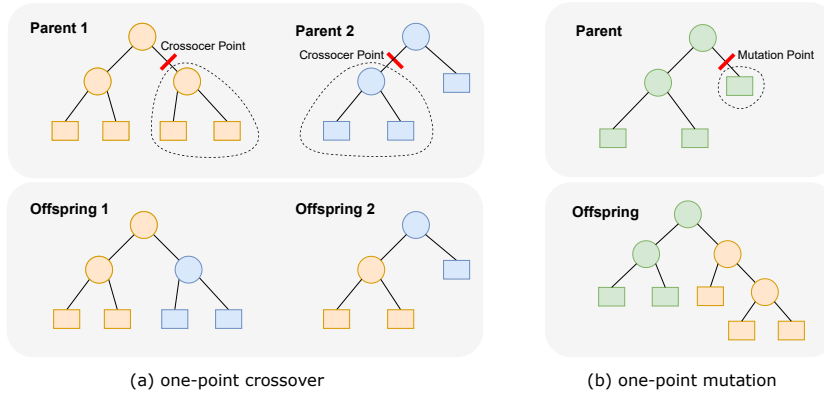 Parent 1
Crossocer Point
Parent 2
Crossocer Point
Offspring 1
Offspring 2
(a) one-point crossover
Parent
Mutation Point
Offspring
(b) one-point mutation